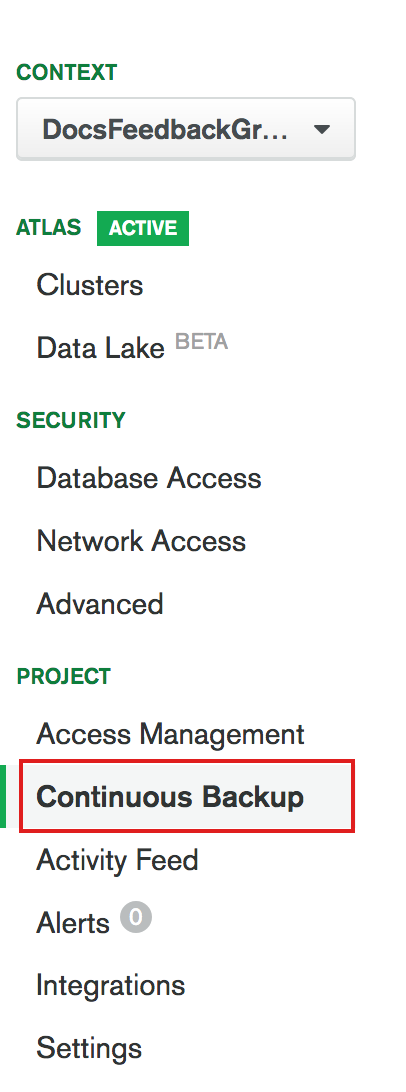 CONTEXT
DocsFeedbackGr...
ATLAS ACTIVE
Clusters
Data Lake BETA
SECURITY
Database Access
Network Access
Advanced
PROJECT
Access Management
Continuous Backup
Activity Feed
Alerts 0
Integrations
Settings